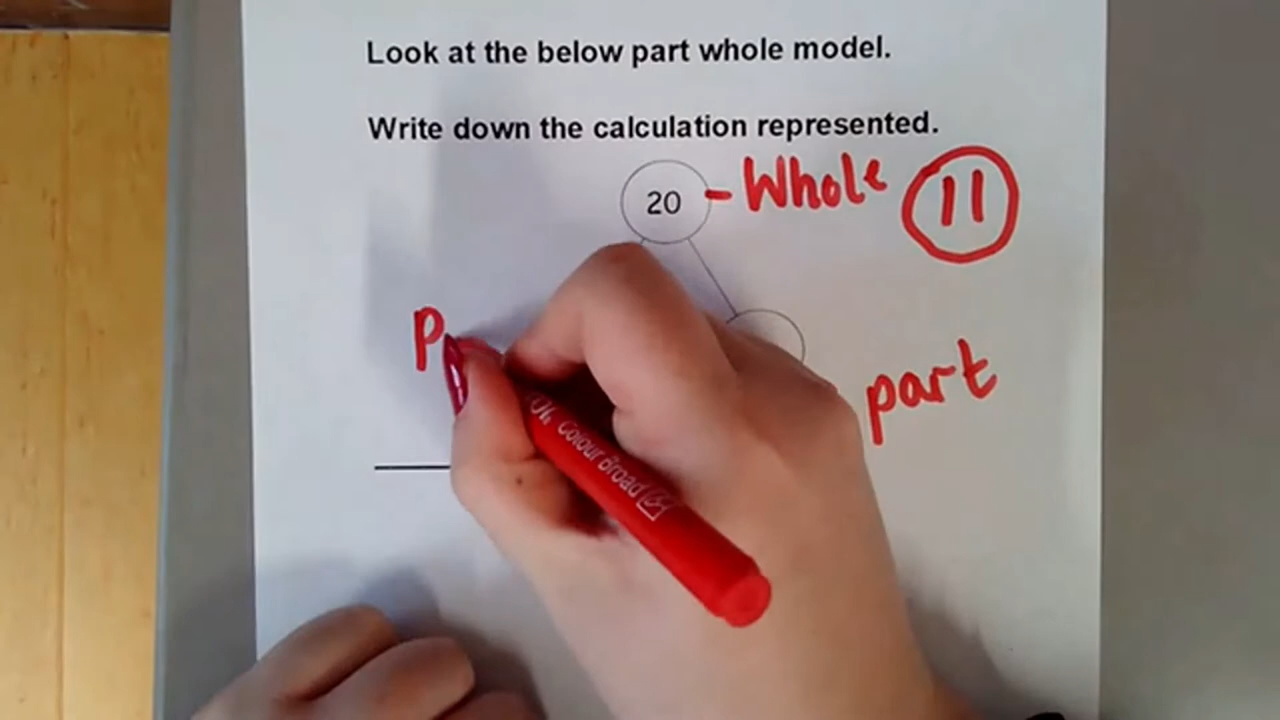 Look at the below part whole model.
Write down the calculation represented.
20 - Whole 11
P
part
Colour Broad